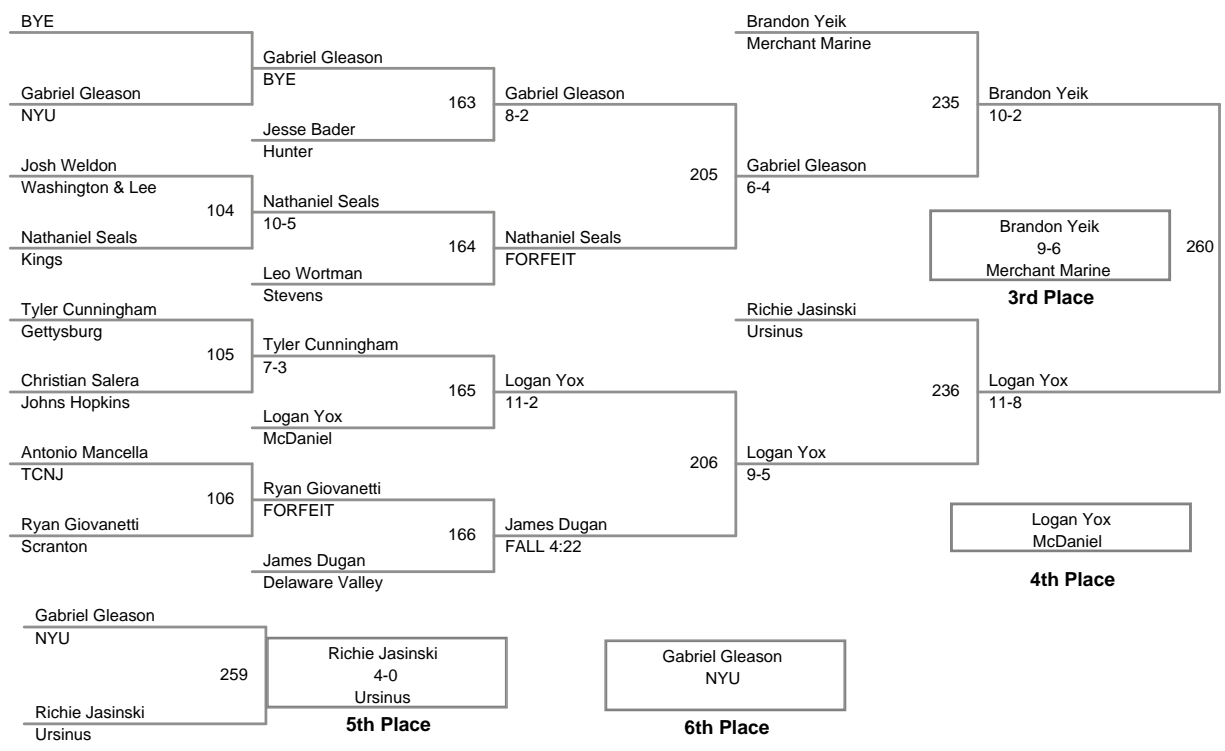 BYE
Gabriel Gleason
NYU
Josh Weldon
Washington & Lee
104
Nathaniel Seals
Kings
Tyler Cunningham
Gettysburg
105
Christian Salera
Johns Hopkins
Antonio Mancella
TCNJ
106
Ryan Giovanetti
Scranton
Gabriel Gleason
BYE
163
Jesse Bader
Hunter
Nathaniel Seals
10-5
164
Leo Wortman
Stevens
Tyler Cunningham
7-3
165
Logan Yox
McDaniel
Ryan Giovanetti
FORFEIT
166
James Dugan
Delaware Valley
Gabriel Gleason
8-2
205
Nathaniel Seals
FORFEIT
Logan Yox
11-2
206
James Dugan
FALL 4:22
Brandon Yeik
Merchant Marine
235
Gabriel Gleason
6-4
Richie Jasinski
Ursinus
236
Logan Yox
9-5
Brandon Yeik
10-2
260
Logan Yox
11-8
Brandon Yeik
9-6
Merchant Marine
3rd Place
Logan Yox
McDaniel
4th Place
Gabriel Gleason
NYU
259
Richie Jasinski
Ursinus
Richie Jasinski
4-0
Ursinus
5th Place
Gabriel Gleason
NYU
6th Place